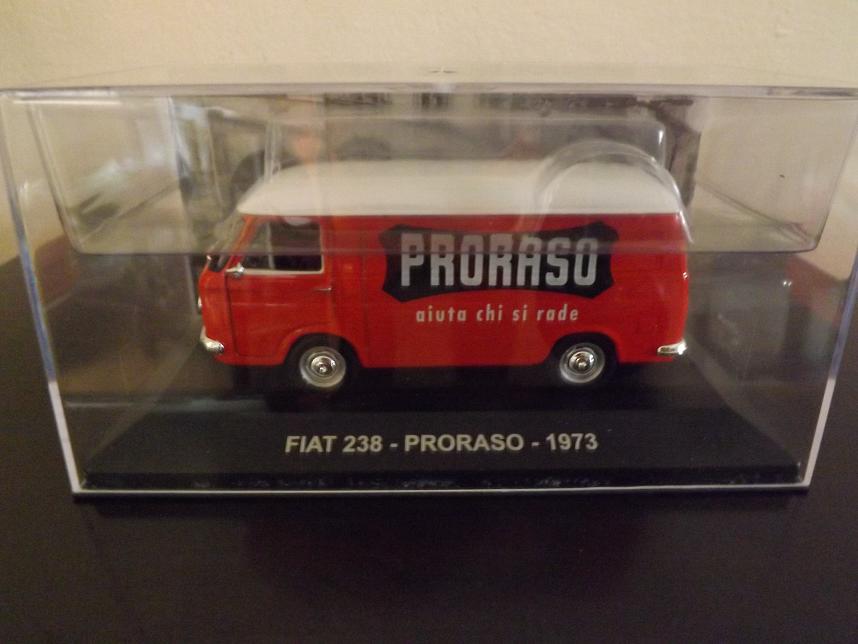 PRORASO
aiuta chi si rade
FIAT 238 - PRORASO - 1973